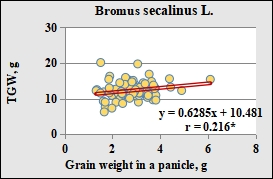 Bromus secalinus L.
TGW, g
30
20
10
0
y = 0.6285x + 10.481
r = 0.216*
0 2 4 6 8
Grain weight in a panicle, g